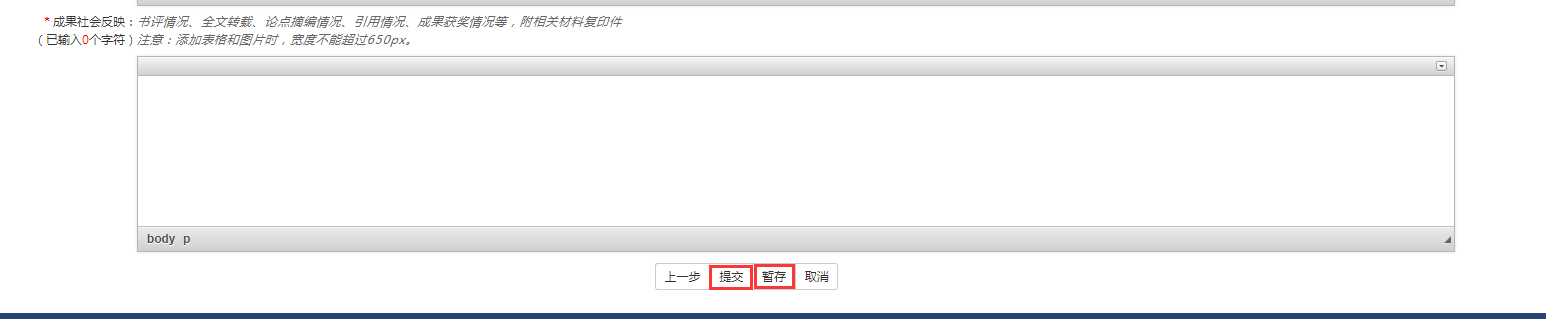 *成果社会反映：书评情况、全文转载、论点摘编情况、引用情况、成果获奖情况等，附相关材料复印件
（已输入0个字符）注意：添加表格和图片时，宽度不能超过650px。
body p
上一步 提交 暂存 取消